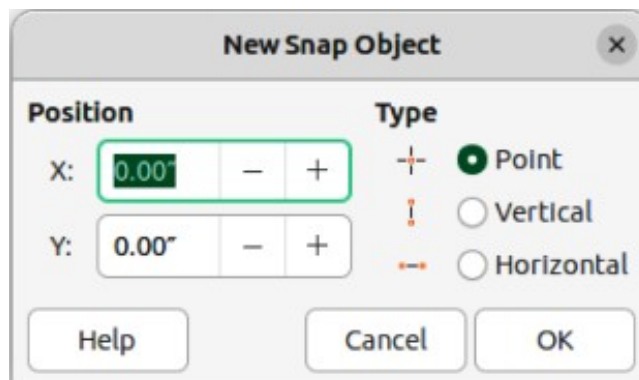 New Snap Object
Position
X: 0.00″
Y: 0.00″
Type
Point
Vertical
Horizontal
Help
Cancel
OK